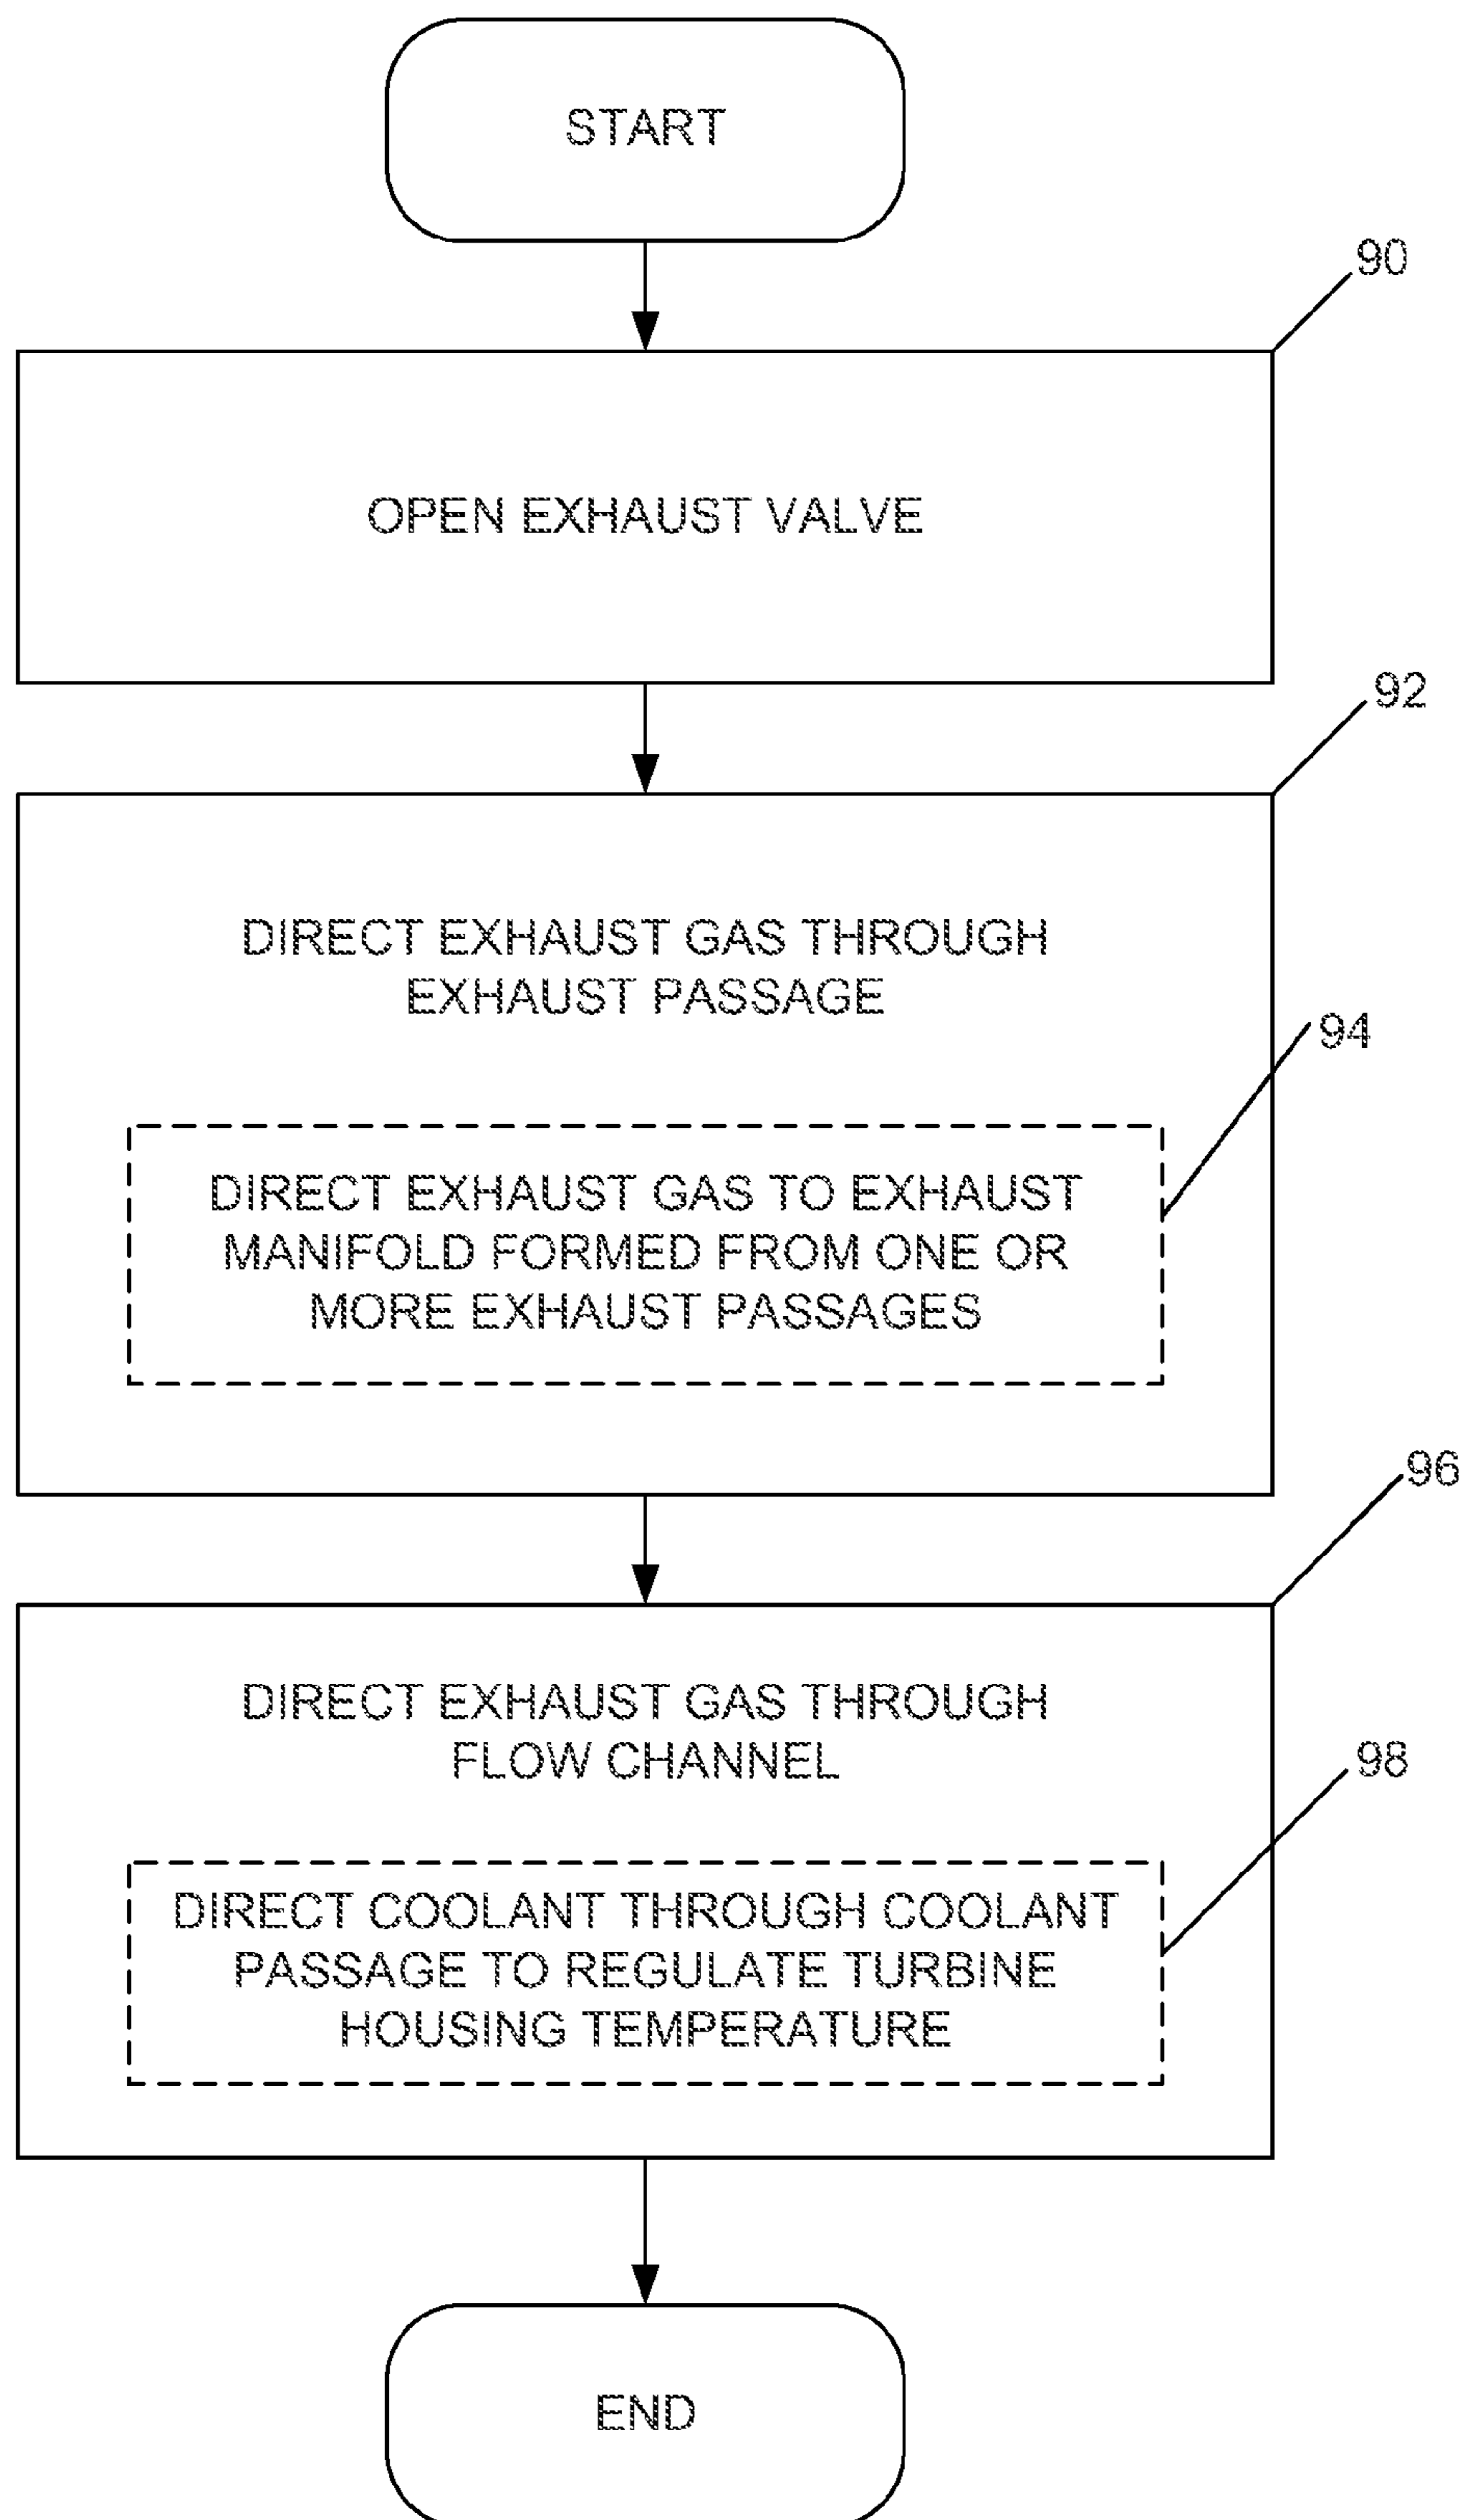 START
90
OPEN EXHAUST VALVE
92
DIRECT EXHAUST GAS THROUGH
EXHAUST PASSAGE
94
DIRECT EXHAUST GAS TO EXHAUST
MANIFOLD FORMED FROM ONE OR
MORE EXHAUST PASSAGES
96
DIRECT EXHAUST GAS THROUGH
FLOW CHANNEL
98
DIRECT COOLANT THROUGH COOLANT
PASSAGE TO REGULATE TURBINE
HOUSING TEMPERATURE
END